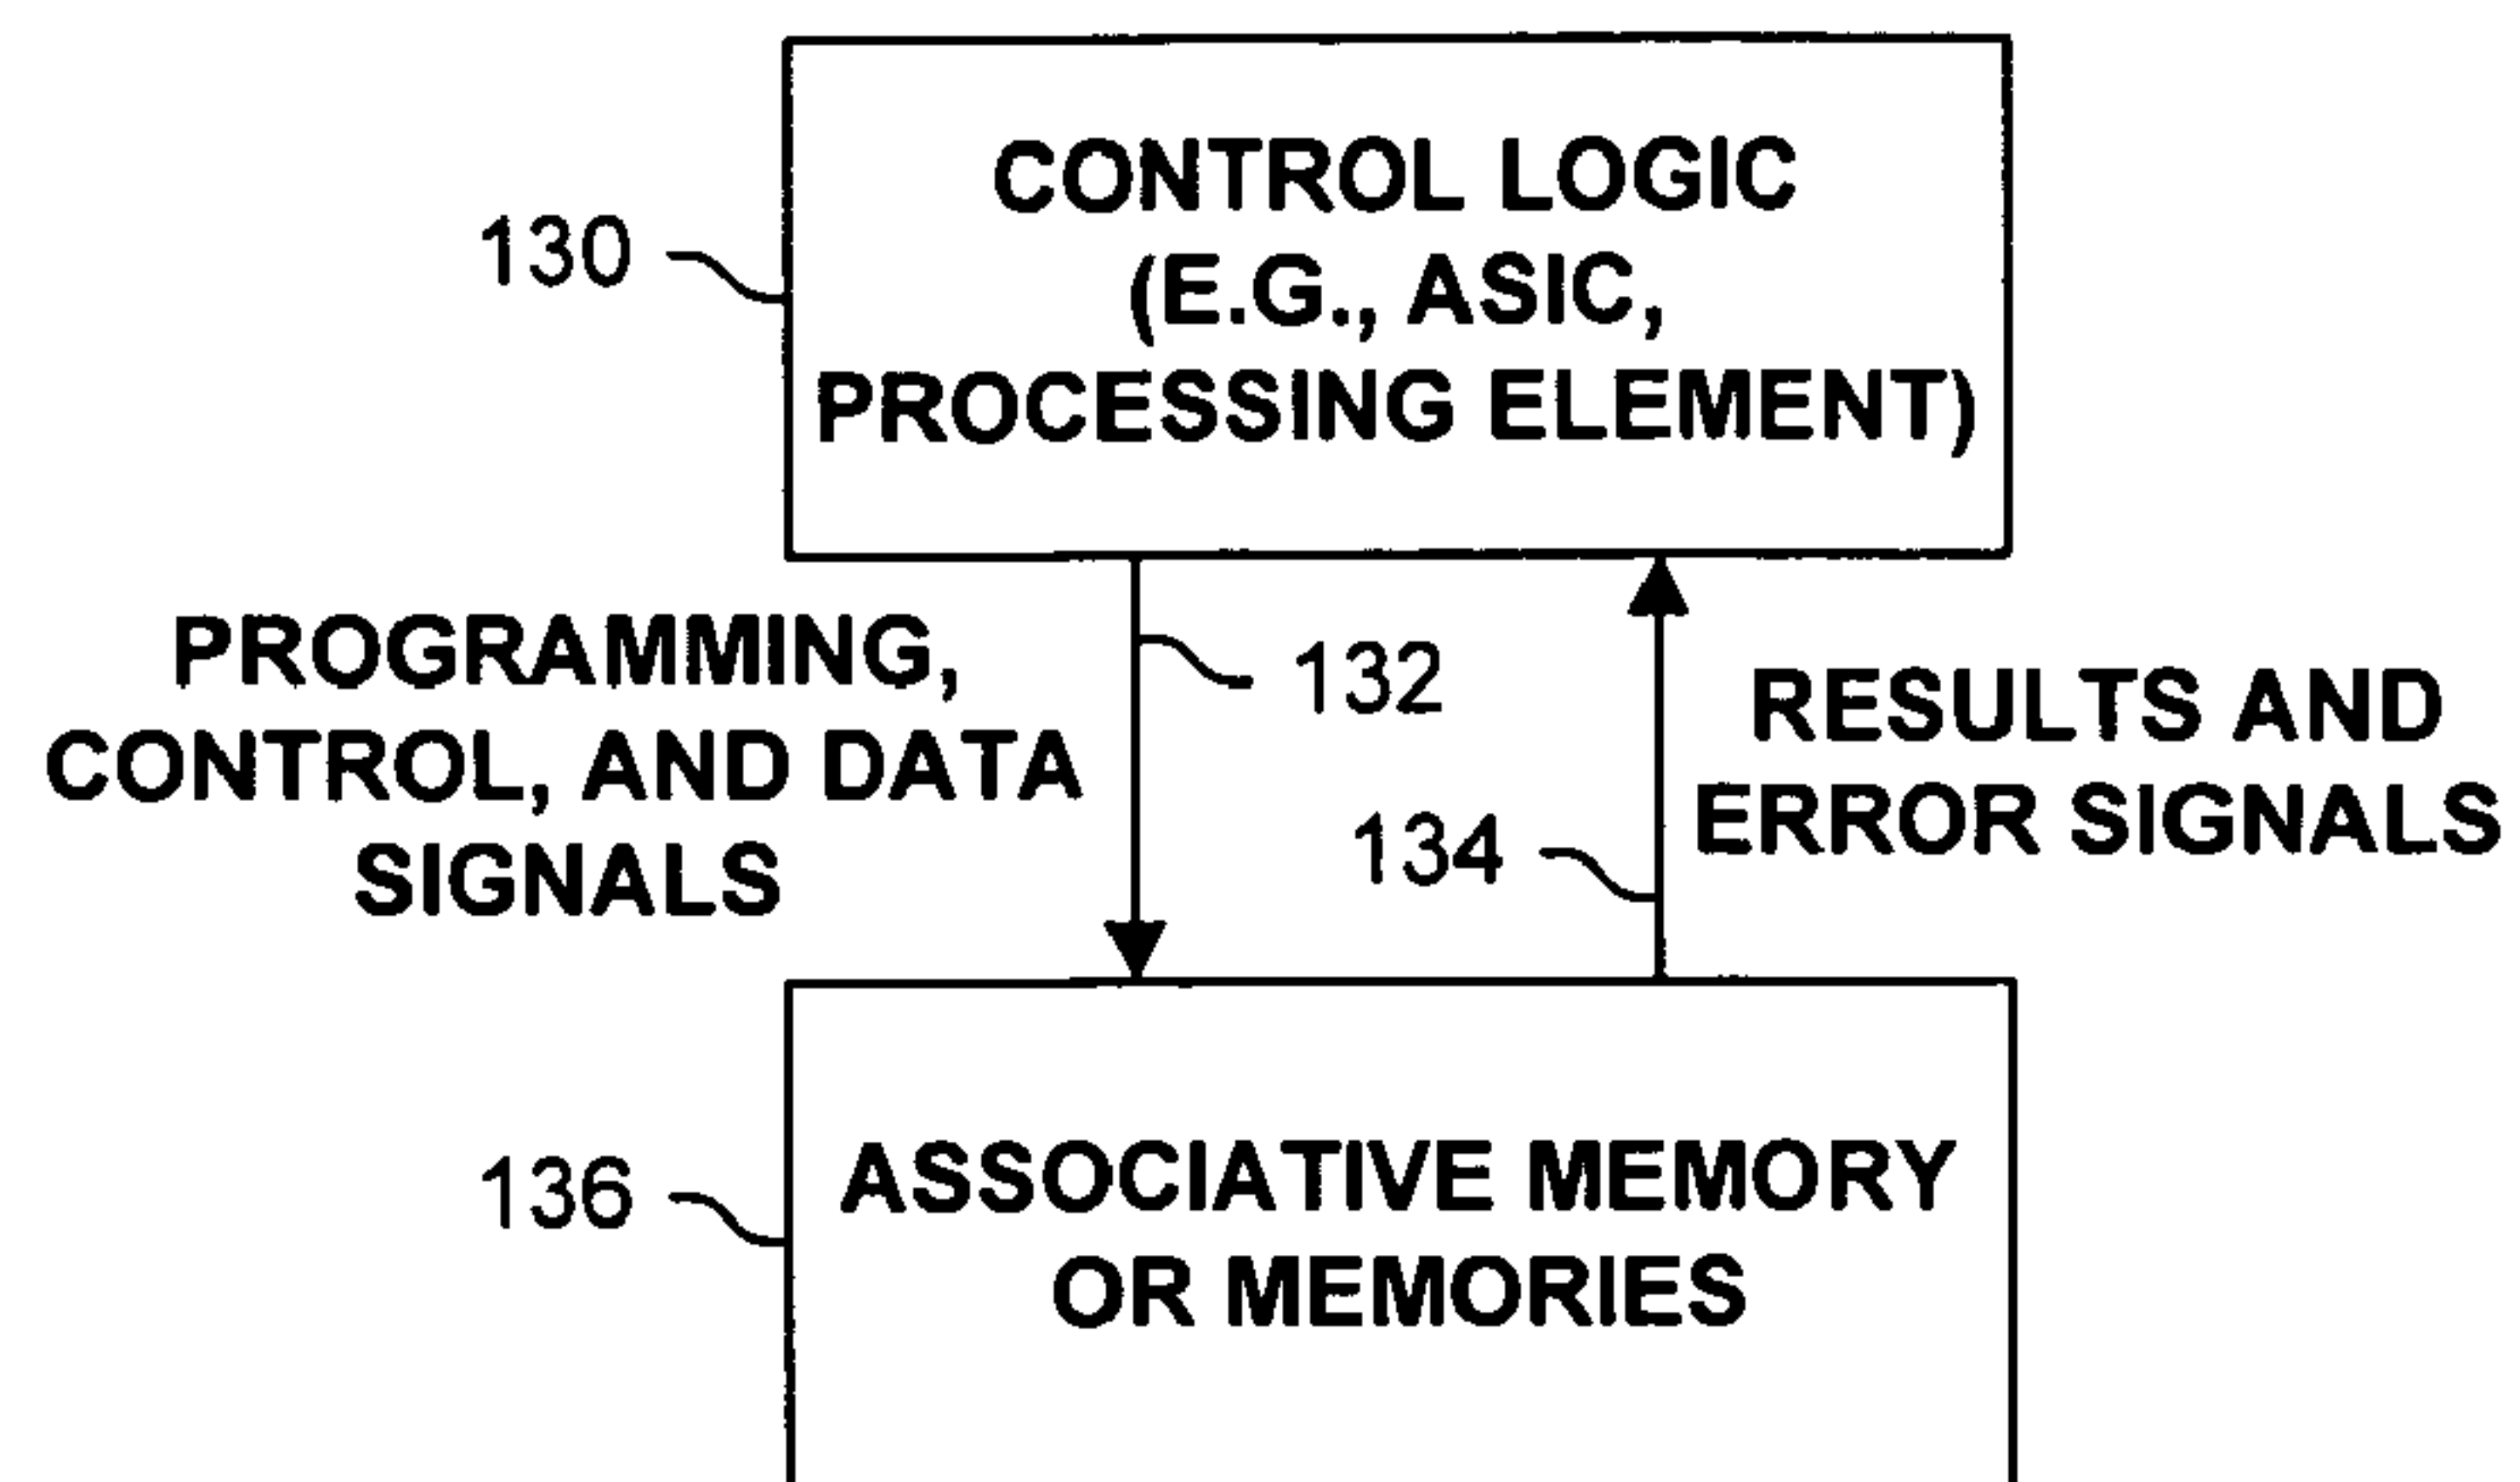 CONTROL LOGIC
(E.G., ASIC,
PROCESSING ELEMENT)
130
PROGRAMMING,
CONTROL, AND DATA
SIGNALS
132
RESULTS AND
ERROR SIGNALS
134
136
ASSOCIATIVE MEMORY
OR MEMORIES